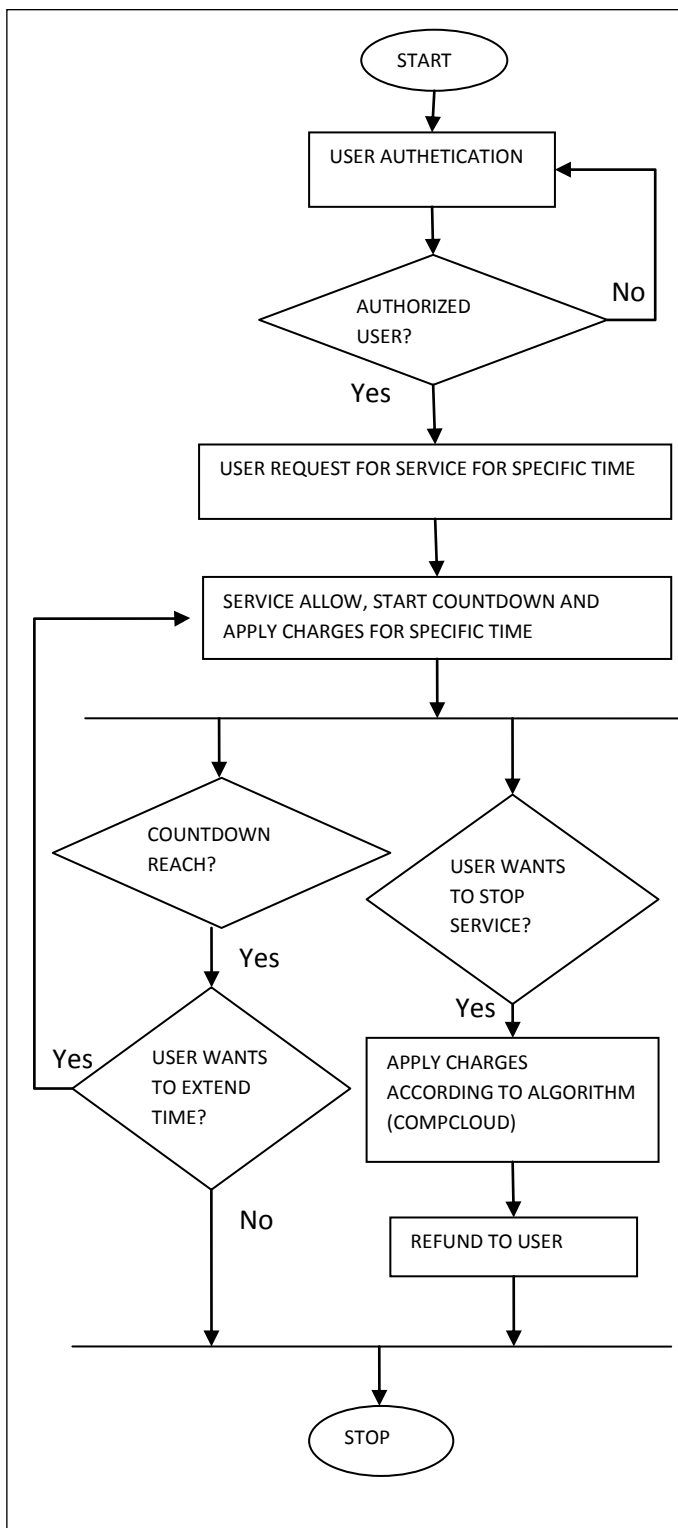 START
USER AUTHETICATION
No
AUTHORIZED
USER?
Yes
USER REQUEST FOR SERVICE FOR SPECIFIC TIME
SERVICE ALLOW, START COUNTDOWN AND
APPLY CHARGES FOR SPECIFIC TIME
COUNTDOWN
REACH?
Yes
USER WANTS
TO EXTEND
TIME?
Yes
No
USER WANTS
TO STOP
SERVICE?
Yes
APPLY CHARGES
ACCORDING TO ALGORITHM
(COMPCLOUD)
REFUND TO USER
STOP